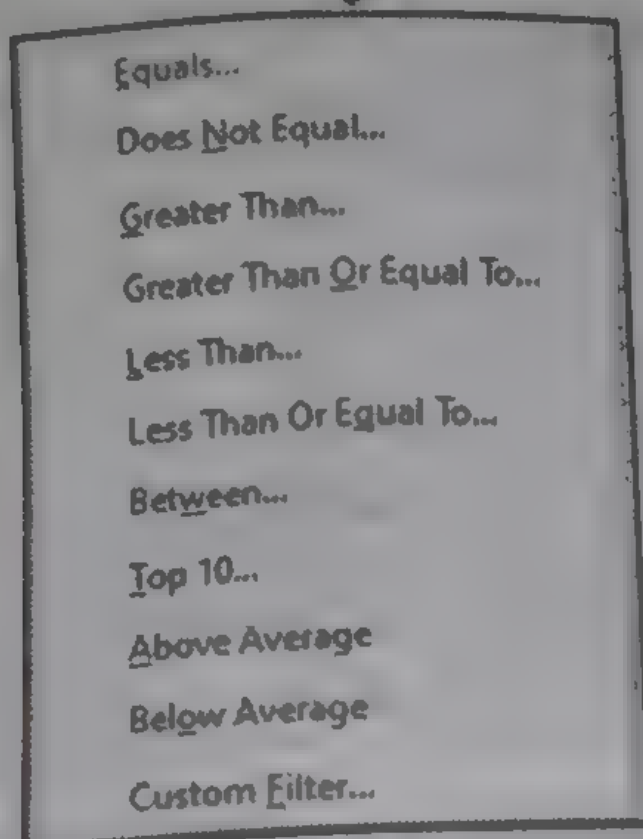 Equals...
Does Not Equal...
Greater Than...
Greater Than Or Equal To...
Less Than...
Less Than Or Equal To...
Between...
Top 10...
Above Average
Below Average
Custom Filter...